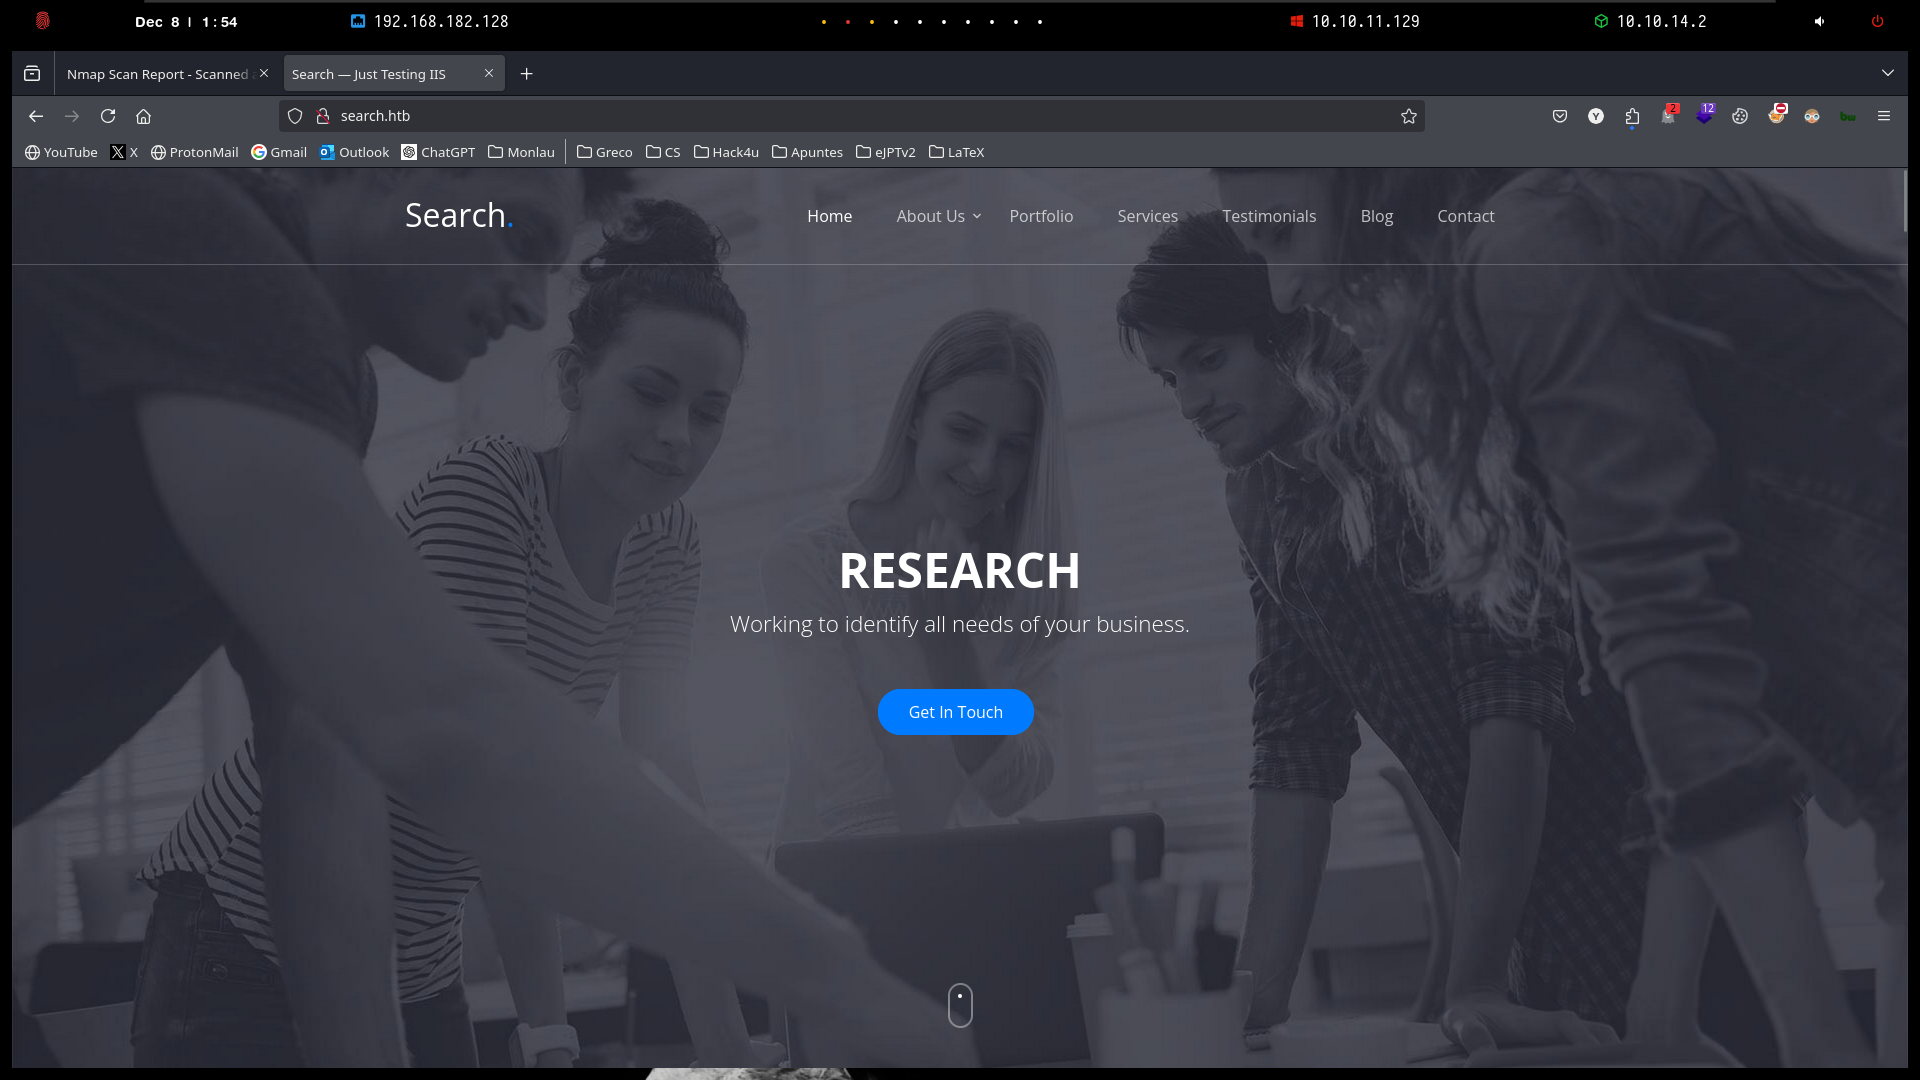 Dec 8 | 1:54
192.168.182.128
10.10.11.129
10.10.14.2
Nmap Scan Report - Scanned
Search — Just Testing IIS
search.htb
2
12
YouTube
X
ProtonMail
Gmail
Outlook
ChatGPT
Monlau
Greco
CS
Hack4u
Apuntes
eJPTv2
LaTeX
Search.
Home
About Us
Portfolio
Services
Testimonials
Blog
Contact
RESEARCH
Working to identify all needs of your business.
Get In Touch